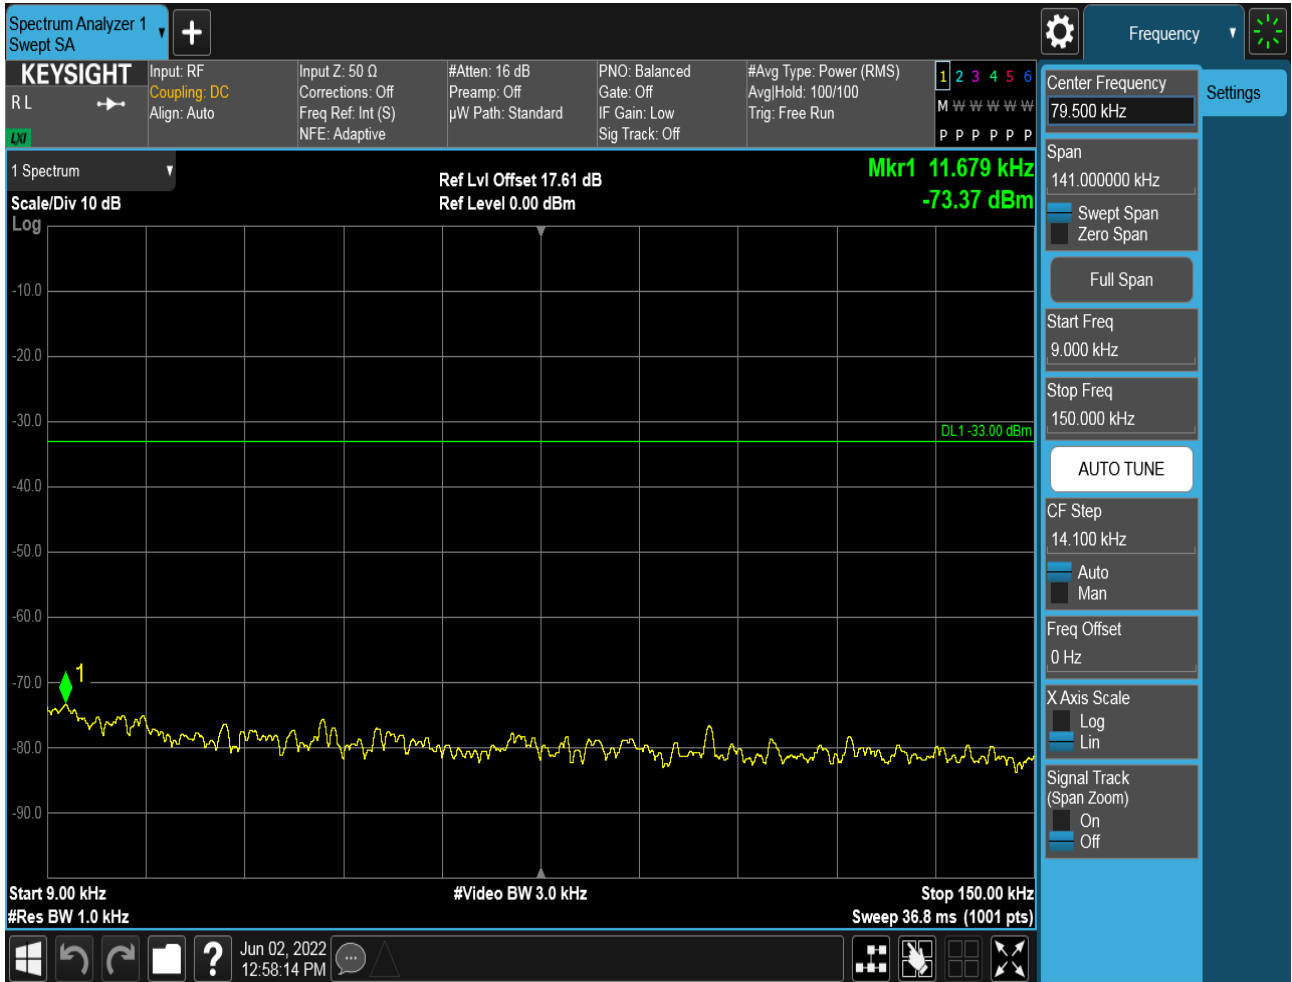 Spectrum Analyzer 1
Swept SA
Frequency
KEYSIGHT
R L
LXI
Input: RF
Coupling: DC
Align: Auto
Input Z: 50 Ω
Corrections: Off
Freq Ref: Int (S)
NFE: Adaptive
#Atten: 16 dB
Preamp: Off
µW Path: Standard
PNO: Balanced
Gate: Off
IF Gain: Low
Sig Track: Off
#Avg Type: Power (RMS)
Avg|Hold: 100/100
Trig: Free Run
1 2 3 4 5 6
M W W W W W
P P P P P P
1 Spectrum
Scale/Div 10 dB
Log
Ref Lvl Offset 17.61 dB
Ref Level 0.00 dBm
Mkr1 11.679 kHz
-73.37 dBm
-10.0
-20.0
-30.0
DL1 -33.00 dBm
-40.0
-50.0
-60.0
1
-70.0
-80.0
-90.0
Start 9.00 kHz
#Video BW 3.0 kHz
Stop 150.00 kHz
#Res BW 1.0 kHz
Sweep 36.8 ms (1001 pts)
Jun 02, 2022
12:58:14 PM
Center Frequency
79.500 kHz
Settings
Span
141.000000 kHz
Swept Span
Zero Span
Full Span
Start Freq
9.000 kHz
Stop Freq
150.000 kHz
AUTO TUNE
CF Step
14.100 kHz
Auto
Man
Freq Offset
0 Hz
X Axis Scale
Log
Lin
Signal Track
(Span Zoom)
On
Off